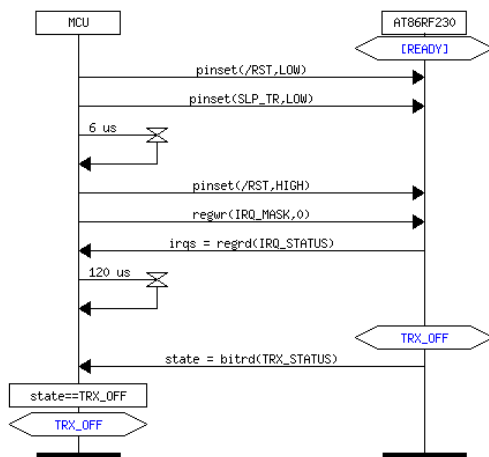 MCU
AT86RF230
[READY]
pinset(/RST,LOW)
pinset(SLP_TR,LOW)
6 us
pinset(/RST,HIGH)
regwr(IRQ_MASK,0)
irqs = regrd(IRQ_STATUS)
120 us
TRX_OFF
state = bitrd(TRX_STATUS)
state==TRX_OFF
TRX_OFF